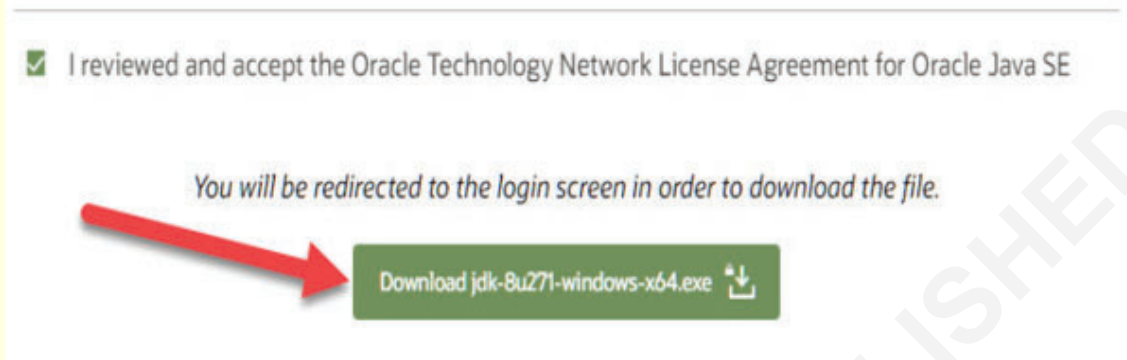 I reviewed and accept the Oracle Technology Network License Agreement for Oracle Java SE
You will be redirected to the login screen in order to download the file.
Download jdk-8u271-windows-x64.exe